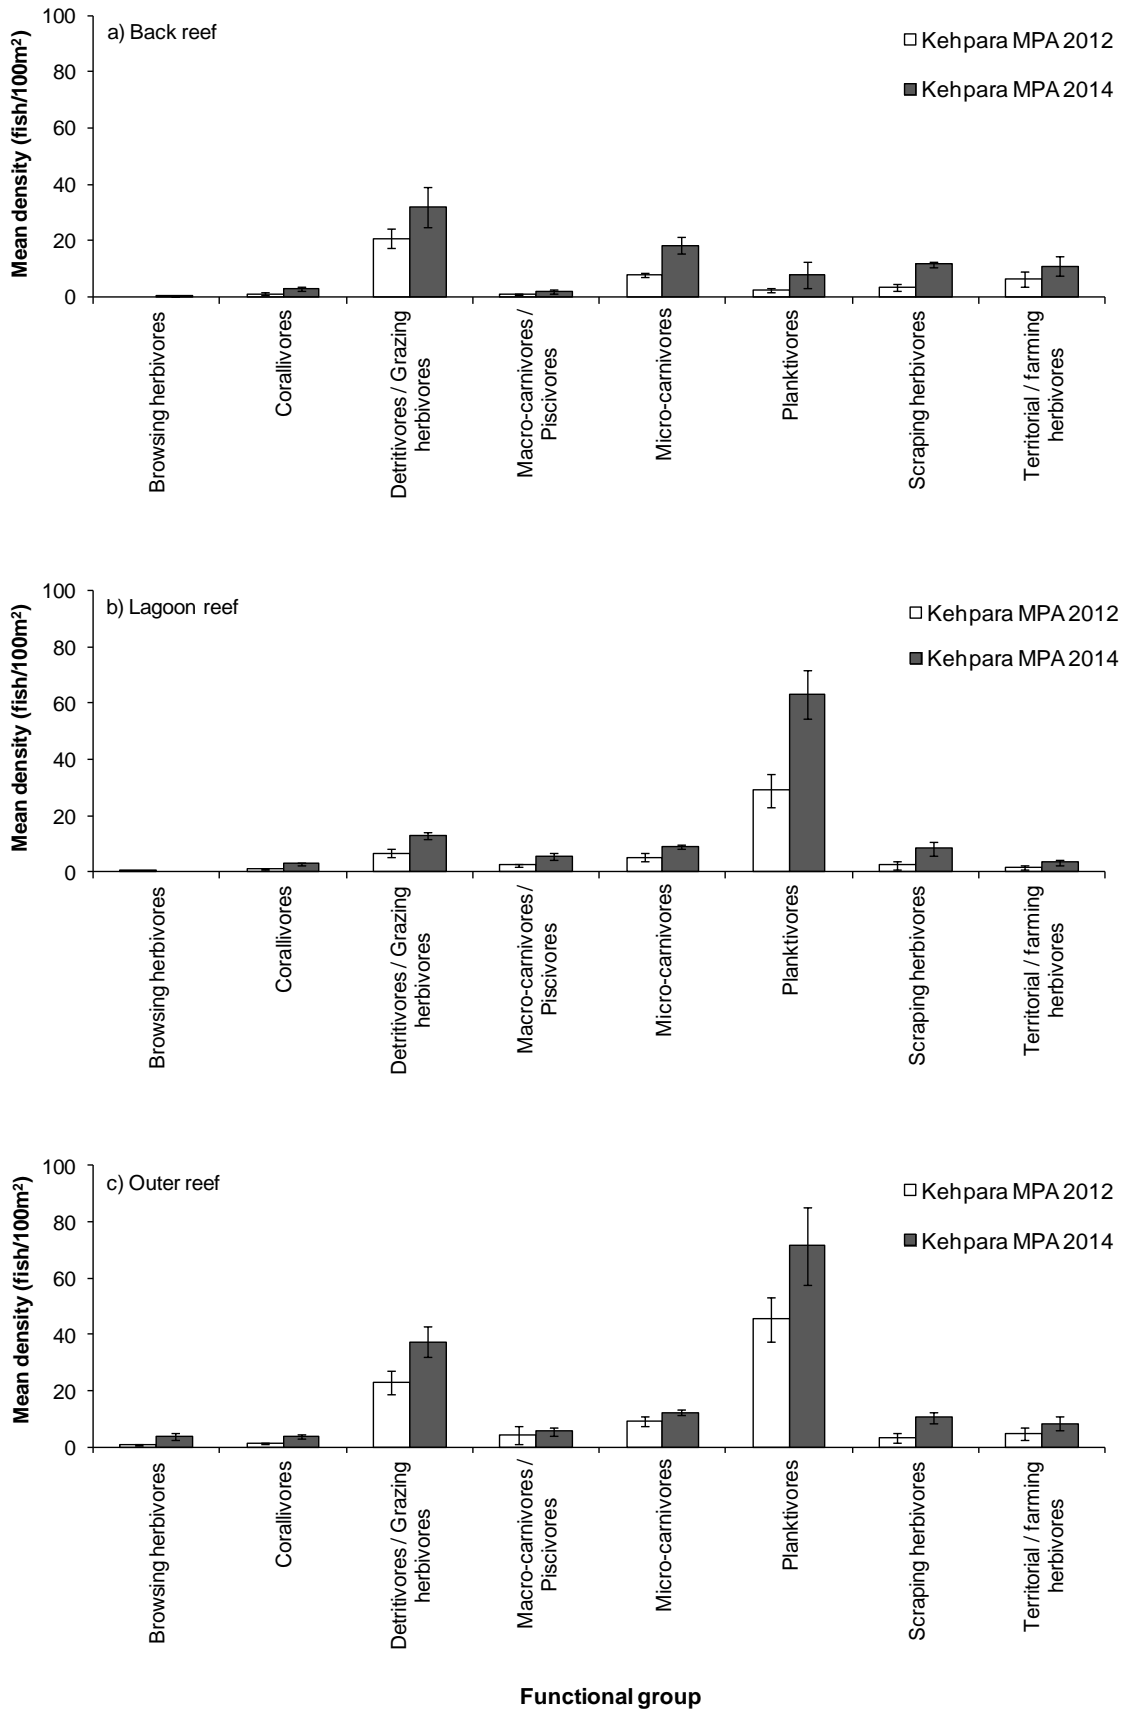 a) Back reef
Kehpara MPA 2012
Kehpara MPA 2014
Mean density (fish/100m²)
100
80
60
40
20
0
Browsing herbivores
Corallivores
Detritivores / Grazing
herbivores
Macro-carnivores /
Piscivores
Micro-carnivores
Planktivores
Scraping herbivores
Territorial / farming
herbivores
b) Lagoon reef
Kehpara MPA 2012
Kehpara MPA 2014
Mean density (fish/100m²)
100
80
60
40
20
0
Browsing herbivores
Corallivores
Detritivores / Grazing
herbivores
Macro-carnivores /
Piscivores
Micro-carnivores
Planktivores
Scraping herbivores
Territorial / farming
herbivores
c) Outer reef
Kehpara MPA 2012
Kehpara MPA 2014
Mean density (fish/100m²)
100
80
60
40
20
0
Browsing herbivores
Corallivores
Detritivores / Grazing
herbivores
Macro-carnivores /
Piscivores
Micro-carnivores
Planktivores
Scraping herbivores
Territorial / farming
herbivores
Functional group